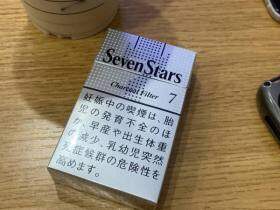 Seven Stars
Charcoal Filter 7
妊娠中の喫煙は、胎
児の発育不全のほ
か、早産や出生体重
の減少、乳幼児突然
死症候群の危険性を
高めます。